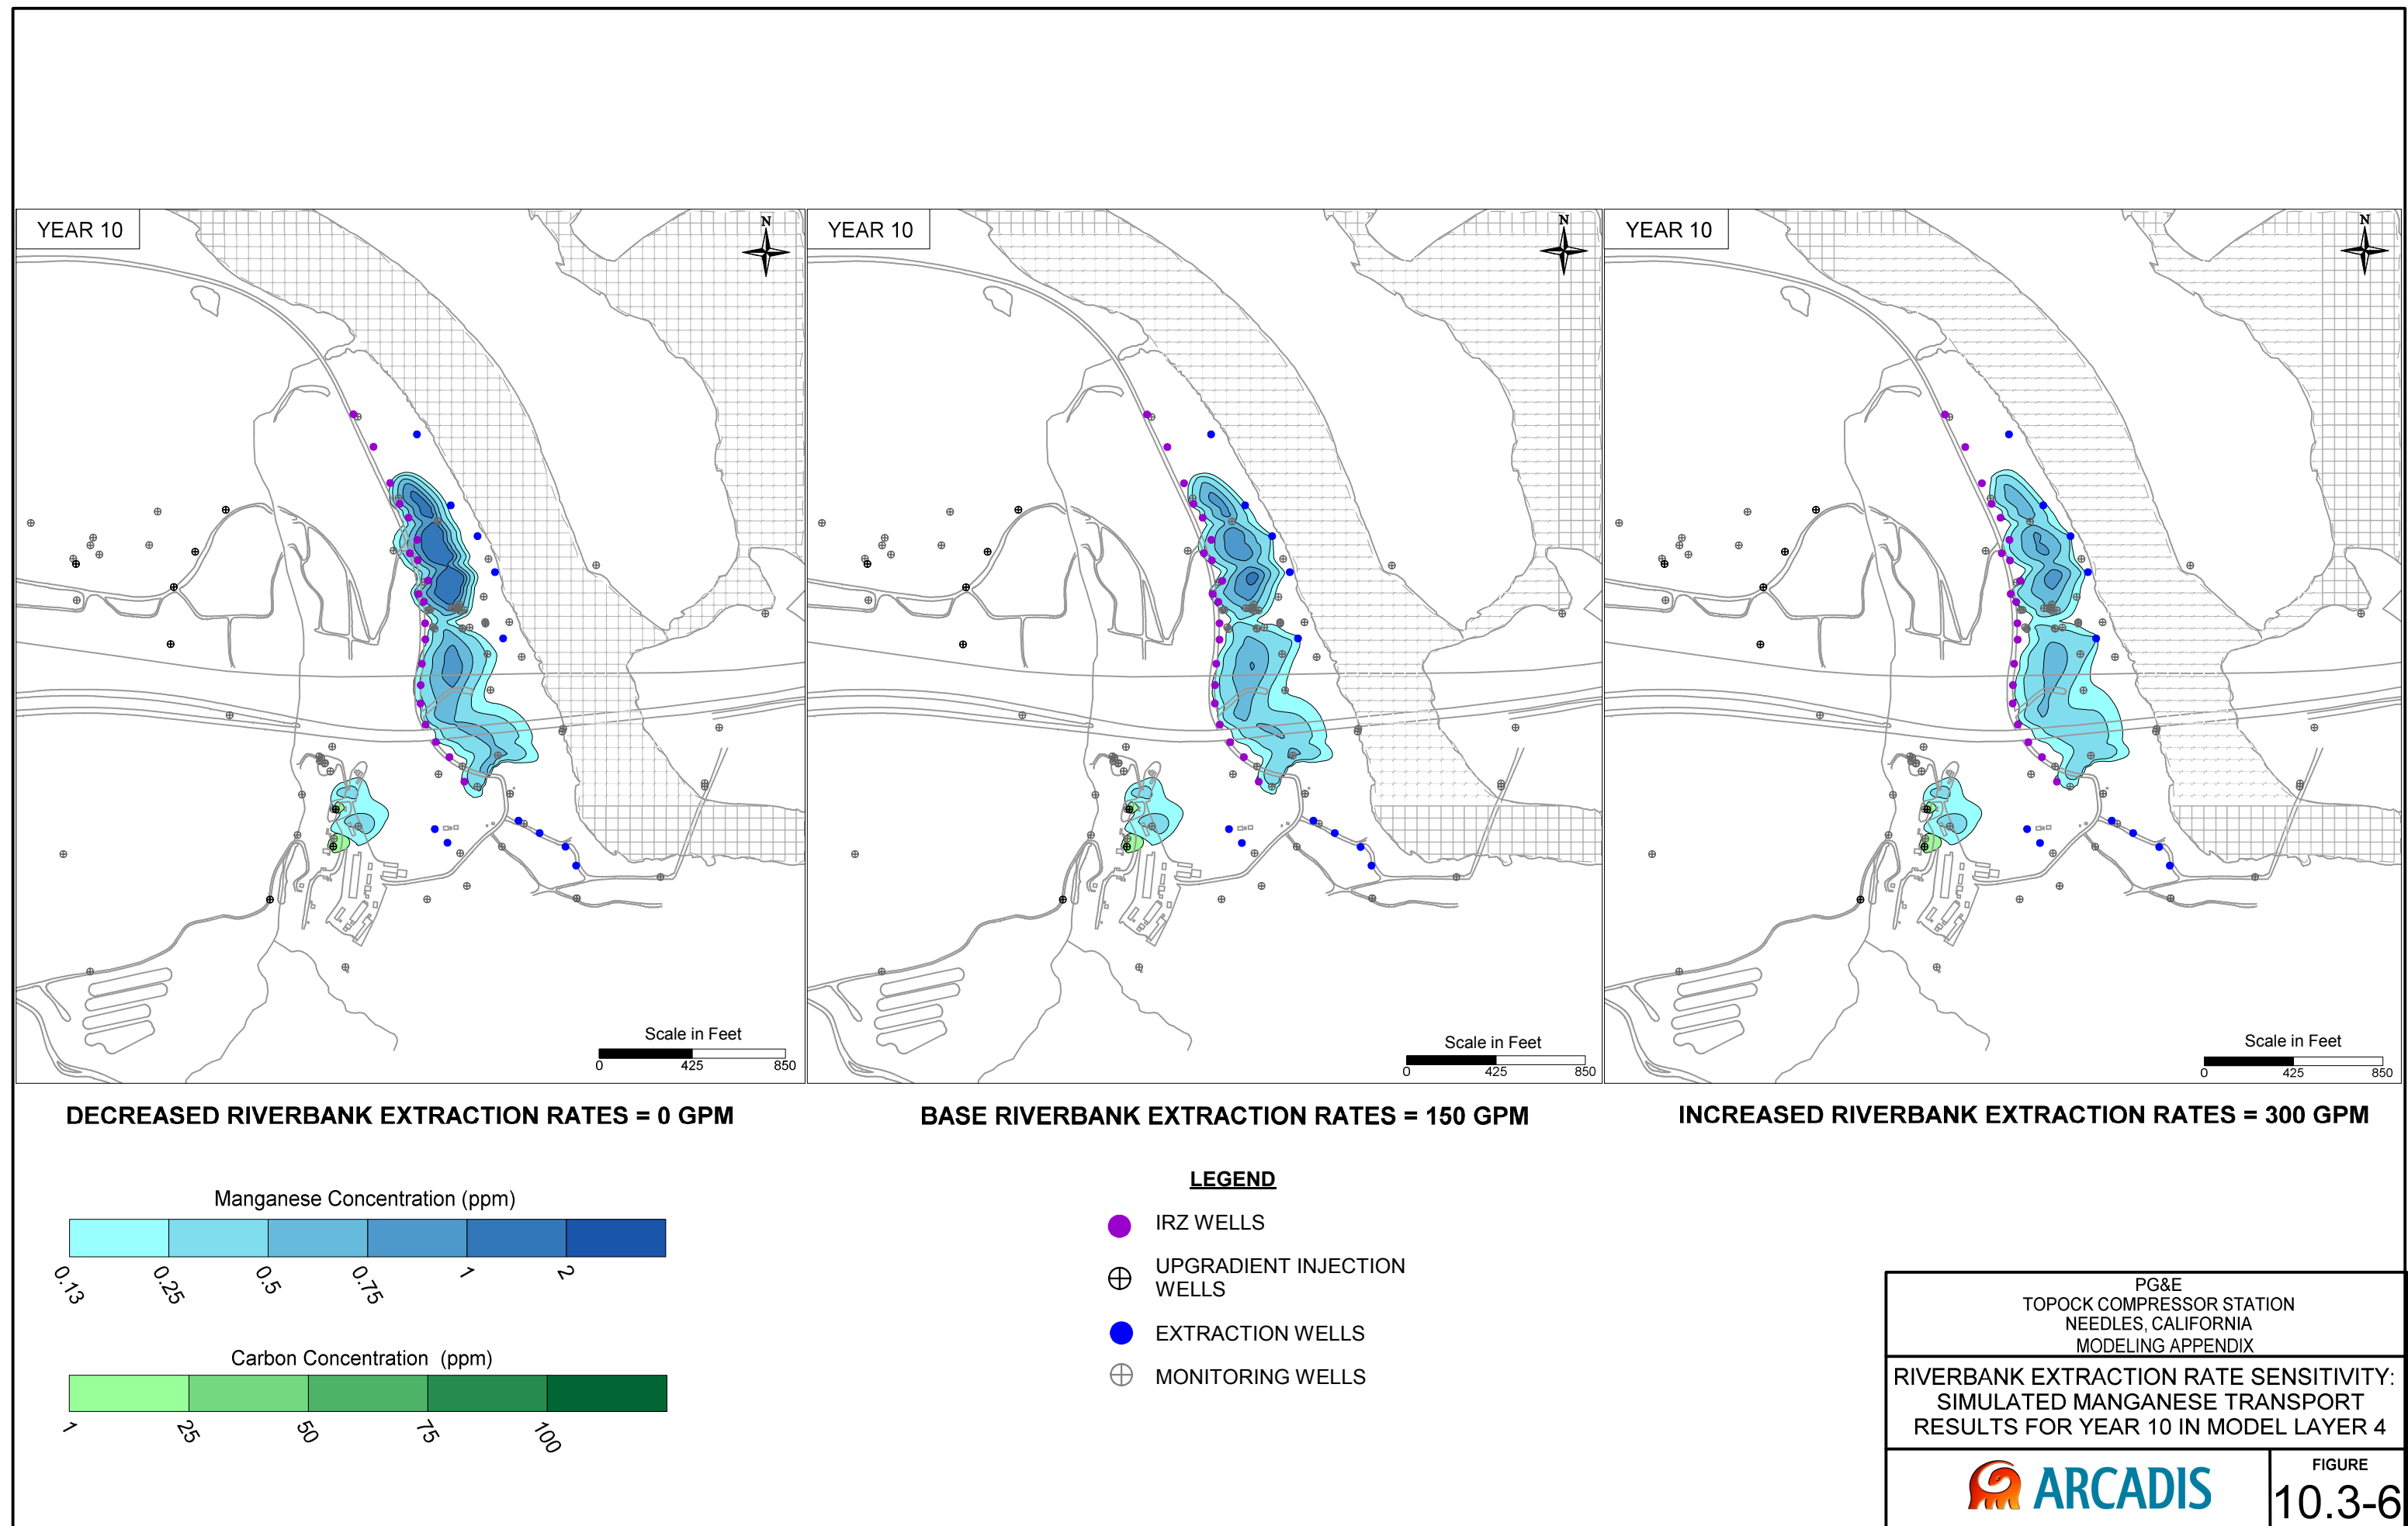 YEAR 10
N
YEAR 10
N
YEAR 10
N
Scale in Feet
0 425 850
Scale in Feet
0 425 850
Scale in Feet
0 425 850
DECREASED RIVERBANK EXTRACTION RATES = 0 GPM
BASE RIVERBANK EXTRACTION RATES = 150 GPM
INCREASED RIVERBANK EXTRACTION RATES = 300 GPM
Manganese Concentration (ppm)
0.13 0.25 0.5 0.75 1 2
Carbon Concentration (ppm)
1 25 50 75 100
LEGEND
IRZ WELLS
UPGRADIENT INJECTION
WELLS
EXTRACTION WELLS
MONITORING WELLS
PG&E
TOPOCK COMPRESSOR STATION
NEEDLES, CALIFORNIA
MODELING APPENDIX
RIVERBANK EXTRACTION RATE SENSITIVITY:
SIMULATED MANGANESE TRANSPORT
RESULTS FOR YEAR 10 IN MODEL LAYER 4
ARCADIS
FIGURE
10.3-6